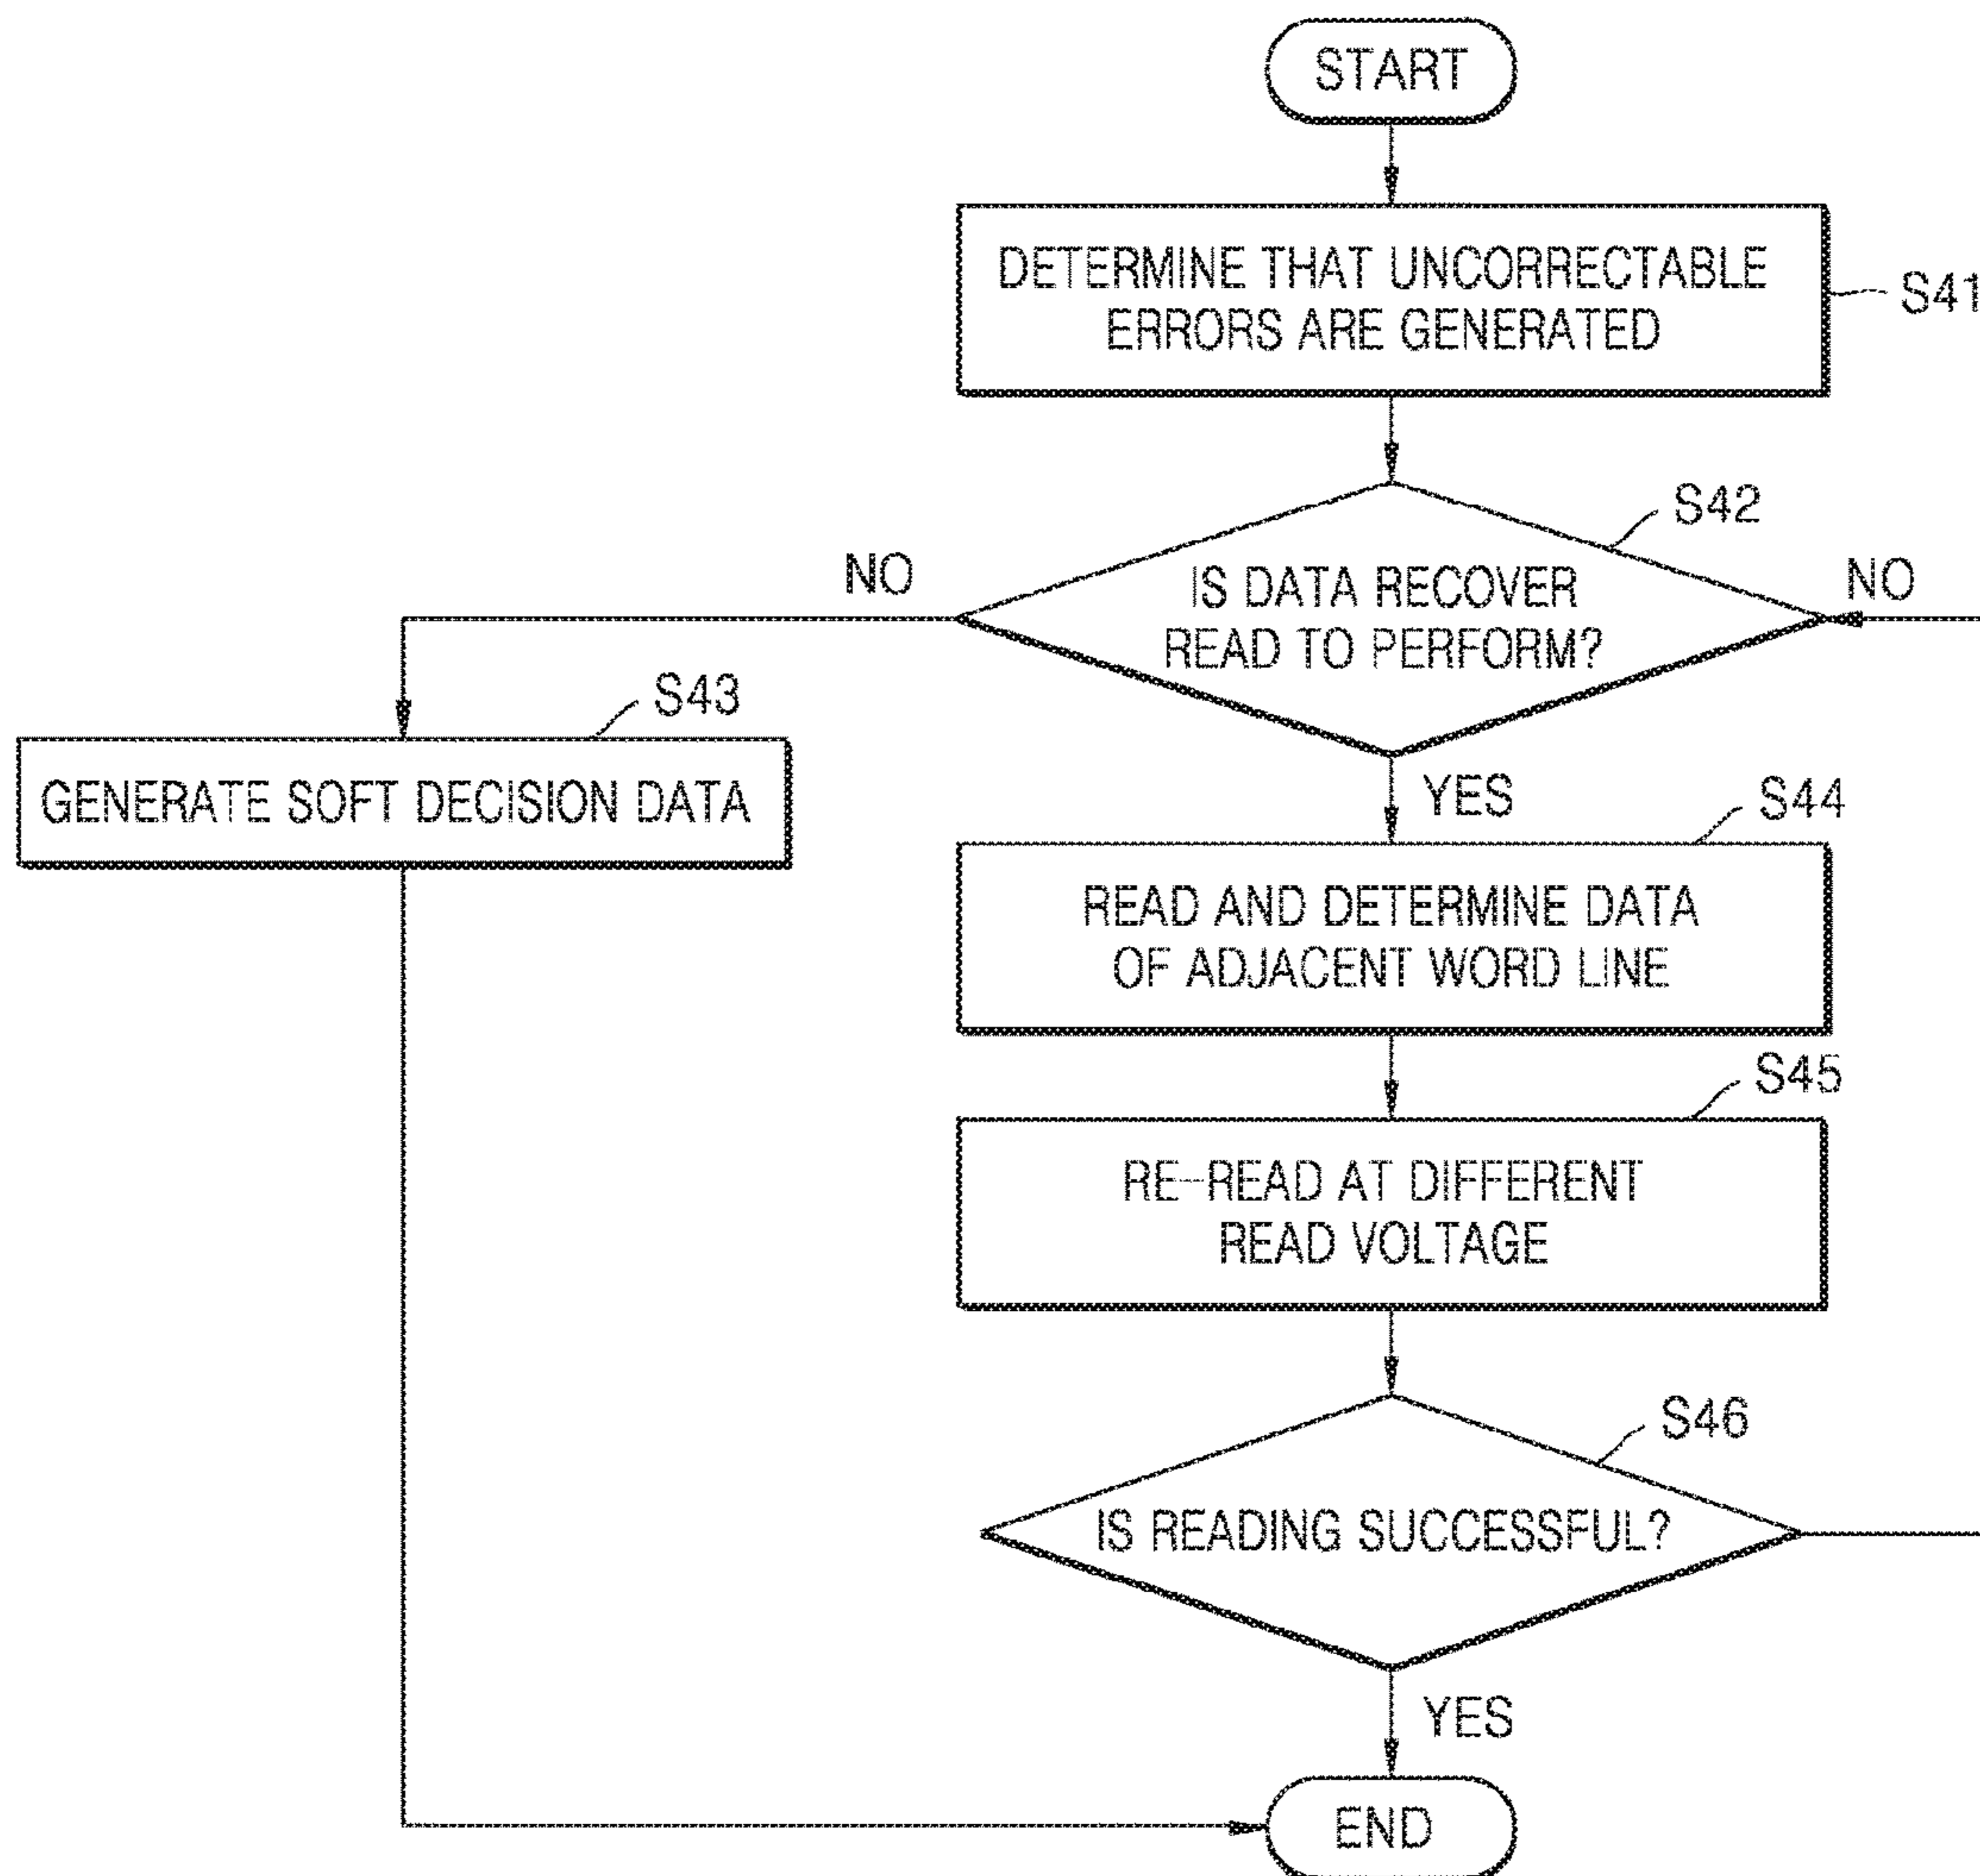 START
DETERMINE THAT UNCORRECTABLE
ERRORS ARE GENERATED
S41
S42
NO
IS DATA RECOVER
READ TO PERFORM?
NO
S43
GENERATE SOFT DECISION DATA
YES
S44
READ AND DETERMINE DATA
OF ADJACENT WORD LINE
S45
RE-READ AT DIFFERENT
READ VOLTAGE
S46
IS READING SUCCESSFUL?
YES
END